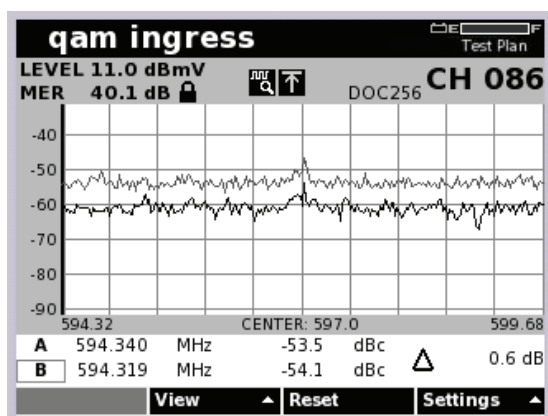 qam ingress
E F
Test Plan
LEVEL 11.0 dBmV
MER 40.1 dB
DOC256
CH 086
-40
-50
-60
-70
-80
-90
594.32 CENTER: 597.0 599.68
A 594.340 MHz -53.5 dBc
B 594.319 MHz -54.1 dBc
Δ 0.6 dB
View Reset Settings